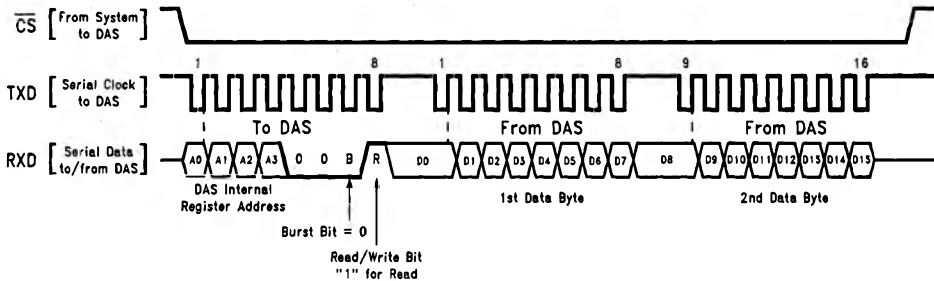 CS [ From System to DAS ]
1 8 1 8 9 16
TXD [ Serial Clock to DAS ]
To DAS From DAS From DAS
RXD [ Serial Data to/from DAS ]
A0 A1 A2 A3 0 0 B R D0 D1 D2 D3 D4 D5 D6 D7 D8 D9 D10 D11 D12 D13 D14 D15
DAS Internal
Register Address
1st Data Byte 2nd Data Byte
Burst Bit = 0
Read/Write Bit
"1" for Read